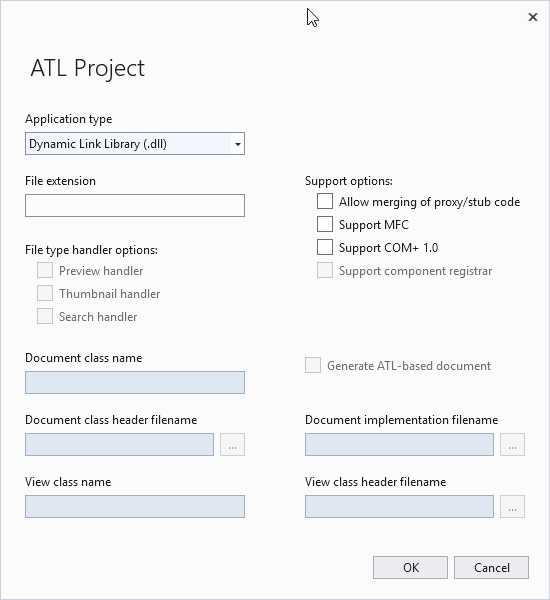 ATL Project
Application type
Dynamic Link Library (.dll)
File extension
Support options:
Allow merging of proxy/stub code
Support MFC
Support COM+ 1.0
Support component registrar
File type handler options:
Preview handler
Thumbnail handler
Search handler
Document class name
Generate ATL-based document
Document class header filename
Document implementation filename
...
...
View class name
View class header filename
...
OK
Cancel